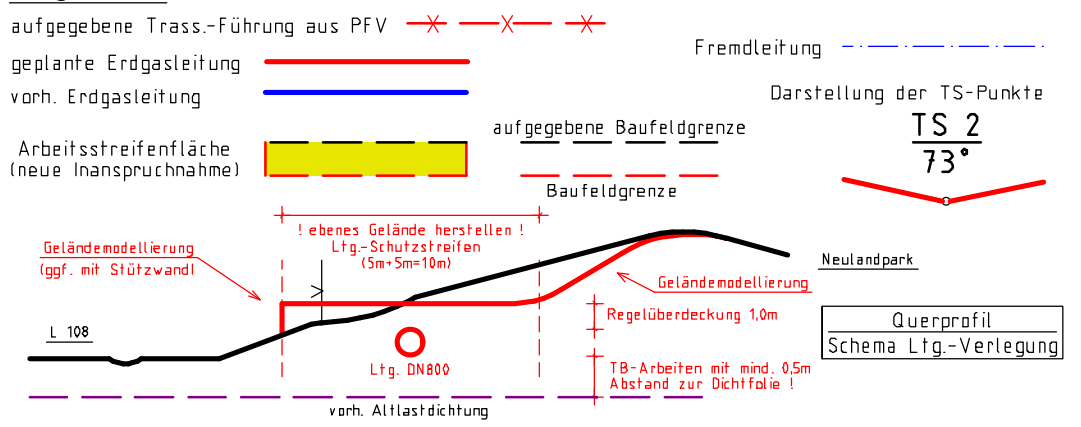 aufgegebene Trass.-Führung aus PFV
geplante Erdgasleitung
vorh. Erdgasleitung
Arbeitsstreifenfläche
(neue Inanspruchnahme)
aufgegebene Baufeldgrenze
Baufeldgrenze
Fremdleitung
Darstellung der TS-Punkte
TS 2
73°
! ebenes Gelände herstellen !
Ltg.-Schutzstreifen
(5m+5m=10m)
Geländemodellierung
(ggf. mit Stützwand)
Neulandpark
Geländemodellierung
Regelüberdeckung 1,0m
L 108
Ltg. DN800
TB-Arbeiten mit mind. 0,5m
Abstand zur Dichtfolie !
Querprofil
Schema Ltg.-Verlegung
vorh. Altlastdichtung